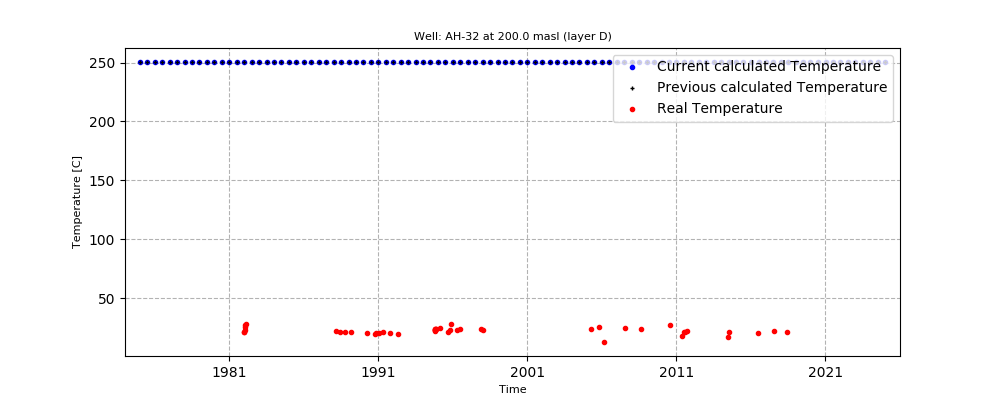 Well: AH-32 at 200.0 masl (layer D)
250
200
150
100
50
Temperature [C]
Current calculated Temperature
Previous calculated Temperature
Real Temperature
1981 1991 2001 2011 2021
Time